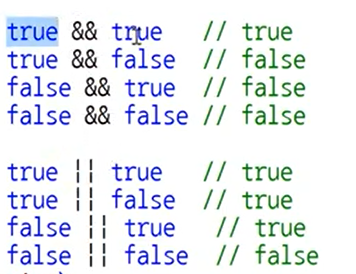 true && true // true
true && false // false
false && true // false
false && false // false
true || true // true
true || false // true
false || true // true
false || false // false